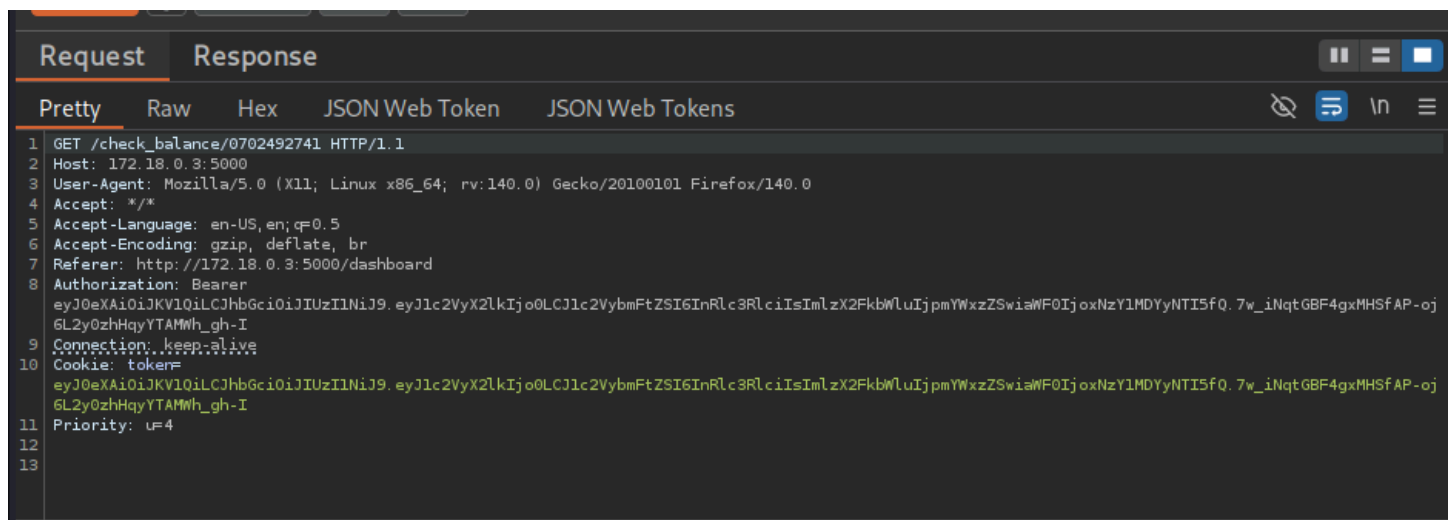 Request Response
Pretty Raw Hex JSON Web Token JSON Web Tokens \n
1 GET /check_balance/0702492741 HTTP/1.1
2 Host: 172.18.0.3:5000
3 User-Agent: Mozilla/5.0 (X11; Linux x86_64; rv:140.0) Gecko/20100101 Firefox/140.0
4 Accept: */*
5 Accept-Language: en-US,en;q=0.5
6 Accept-Encoding: gzip, deflate, br
7 Referer: http://172.18.0.3:5000/dashboard
8 Authorization: Bearer
eyJ0eXAiOiJKV1QiLCJhbGciOiJIUzI1NiJ9.eyJ1c2VyX2lkIjo0LCJ1c2VybmFtZSI6InRlc3RlciIsImlzX2FkbWluIjpmYWxzZSwiaWF0IjoxNzY1MDYyNTI5fQ.7w_iNqtGBF4gxMHSfAP-oj
6L2y0zhHqyYTAMWh_gh-I
9 Connection: keep-alive
10 Cookie: token=
eyJ0eXAiOiJKV1QiLCJhbGciOiJIUzI1NiJ9.eyJ1c2VyX2lkIjo0LCJ1c2VybmFtZSI6InRlc3RlciIsImlzX2FkbWluIjpmYWxzZSwiaWF0IjoxNzY1MDYyNTI5fQ.7w_iNqtGBF4gxMHSfAP-oj
6L2y0zhHqyYTAMWh_gh-I
11 Priority: u=4
12
13